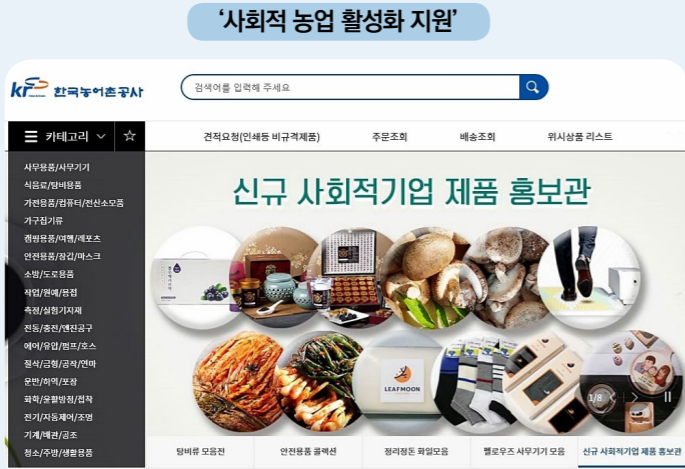 ‘사회적 농업 활성화 지원’
한국농어촌공사
검색어를 입력해 주세요
카테고리
견적요청(인쇄등 비규격제품) 주문조회 배송조회 위시상품 리스트
사무용품/사무기기
식음료/탕비용품
가전용품/컴퓨터/전산소모품
가구집기류
캠핑용품/여행/레포츠
안전용품/장갑/마스크
소방/도로용품
작업/원예/용접
측정/실험기자재
전동/충전/엔진공구
에어/유압/펌프/호스
절삭/금형/공작/연마
운반/하역/포장
화학/윤활방청/접착
전기/자동제어/조명
기계/배관/공조
청소/주방/생활용품
신규 사회적기업 제품 홍보관
LEAFMOON
1/8
탕비류 모음전 안전용품 콜렉션 정리정돈 화일모음 펠로우즈 사무기기 모음 신규 사회적기업 제품 홍보관